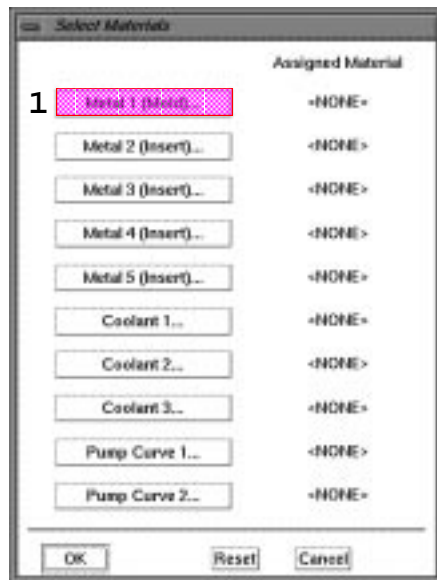 Select Materials
Assigned Material
1 Metal 1 (Mold)... <NONE>
Metal 2 (Insert)... <NONE>
Metal 3 (Insert)... <NONE>
Metal 4 (Insert)... <NONE>
Metal 5 (Insert)... <NONE>
Coolant 1... <NONE>
Coolant 2... <NONE>
Coolant 3... <NONE>
Pump Curve 1... <NONE>
Pump Curve 2... <NONE>
OK Reset Cancel